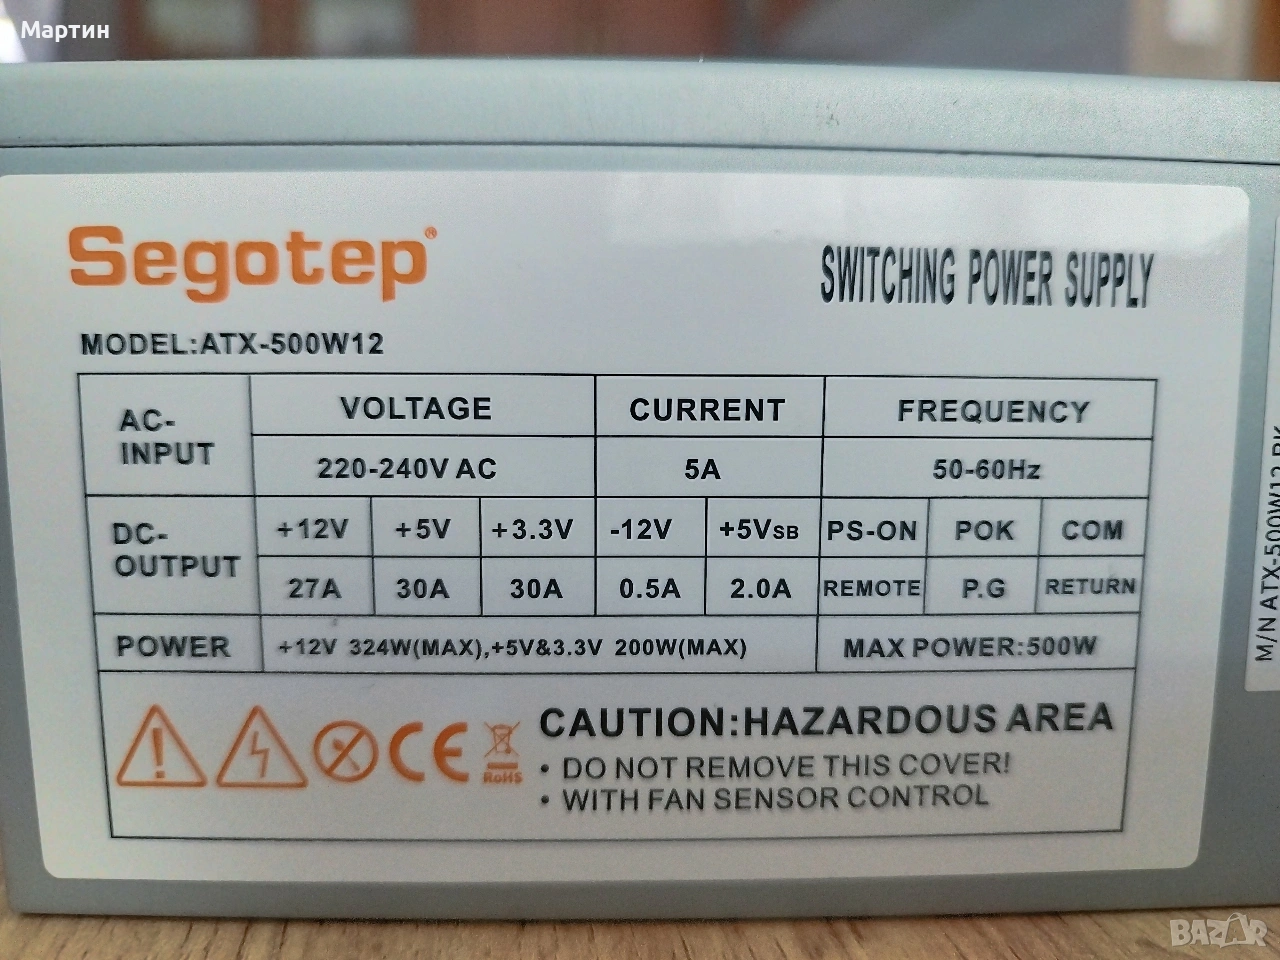 Мартин
Segotep®
SWITCHING POWER SUPPLY
MODEL:ATX-500W12
AC-INPUT VOLTAGE CURRENT FREQUENCY
220-240V AC 5A 50-60Hz
DC-OUTPUT +12V +5V +3.3V -12V +5VSB PS-ON POK COM
27A 30A 30A 0.5A 2.0A REMOTE P.G RETURN
POWER +12V 324W(MAX),+5V&3.3V 200W(MAX) MAX POWER:500W
CE RoHS
CAUTION:HAZARDOUS AREA
• DO NOT REMOVE THIS COVER!
• WITH FAN SENSOR CONTROL
M/N ATX-500W12
BAZAR